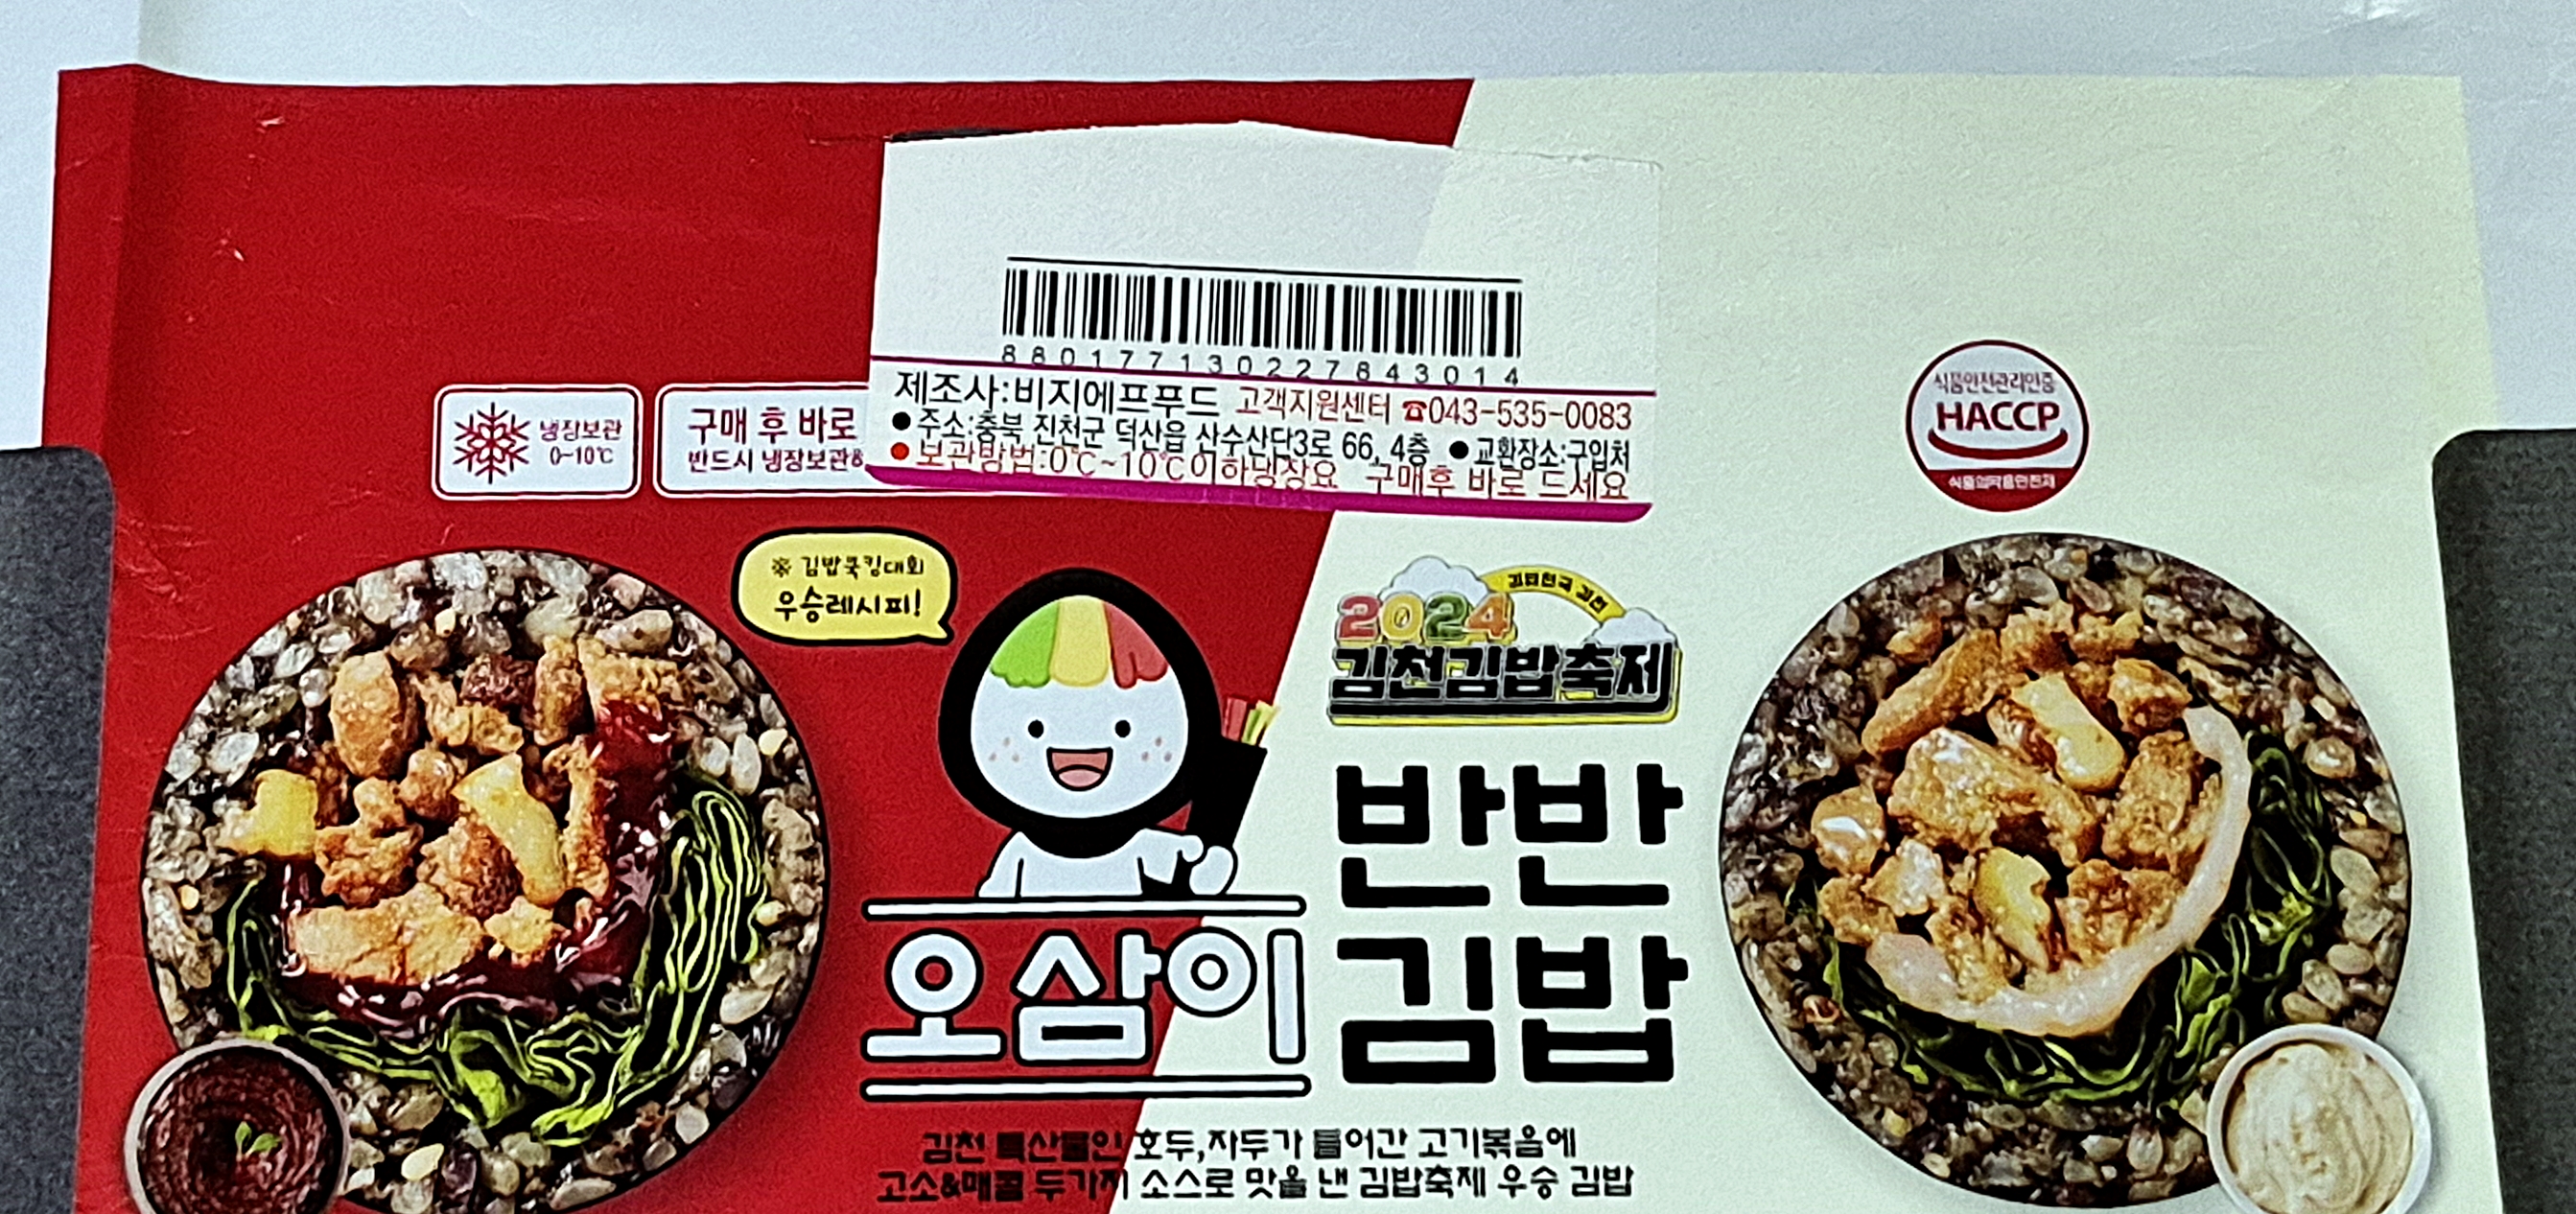 8801771302278430 14
제조사:비지에프푸드 고객지원센터 ☎043-535-0083
●주소:충북 진천군 덕산읍 산수산단3로 66, 4층 ●교환장소:구입처
●보관방법:0℃~10℃이하냉장요 구매후 바로 드세요
냉장보관
0~10℃
구매 후 바로
반드시 냉장보관&
식품안전관리인증
HACCP
식품의약품안전처
※ 김밥쿡킹대회
우승레시피!
김밥천국 김천
2024
김천김밥축제
오삼이
반반
김밥
김천 특산물인 호두,자두가 들어간 고기볶음에
고소&매콤 두가지 소스로 맛을 낸 김밥축제 우승 김밥